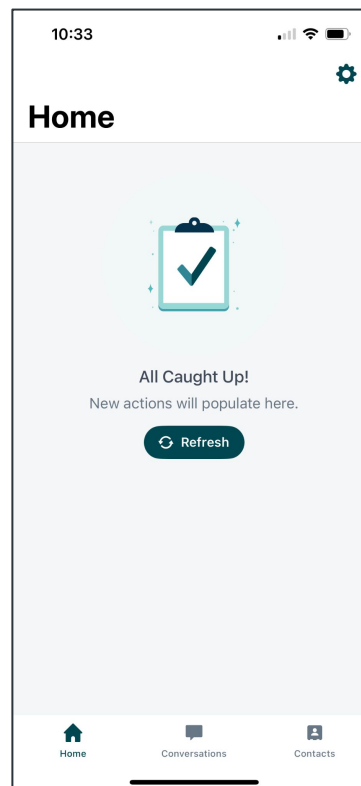 10:33
Home
All Caught Up!
New actions will populate here.
Refresh
Home
Conversations
Contacts